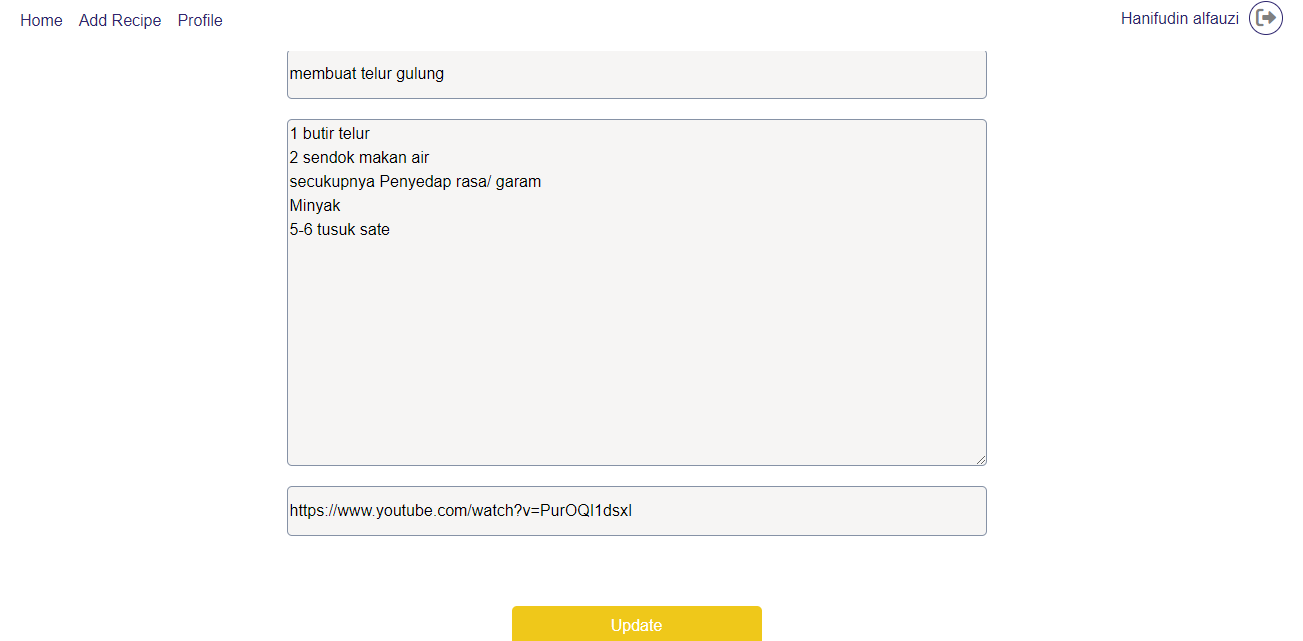 Home Add Recipe Profile Hanifudin alfauzi
membuat telur gulung
1 butir telur
2 sendok makan air
secukupnya Penyedap rasa/ garam
Minyak
5-6 tusuk sate
https://www.youtube.com/watch?v=PurOQI1dsxI
Update